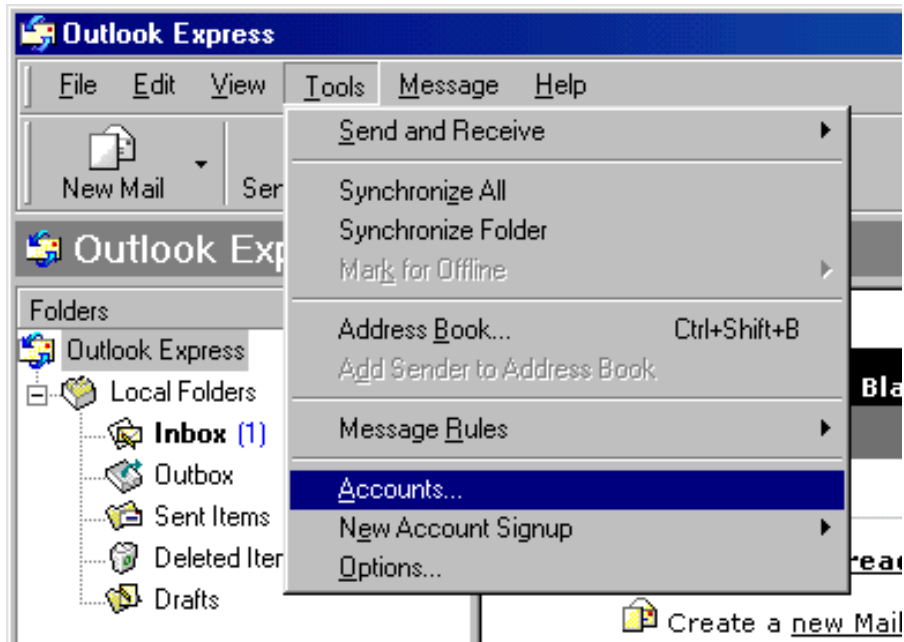 Outlook Express
File Edit View Tools Message Help
Send and Receive
New Mail
Synchronize All
Synchronize Folder
Mark for Offline
Outlook
Folders
Address Book... Ctrl+Shift+B
Add Sender to Address Book
Outlook Express
Local Folders
Message Rules
Inbox (1)
Outbox
Accounts...
Sent Items
New Account Signup
Deleted
Options...
Drafts
Create a new Mail